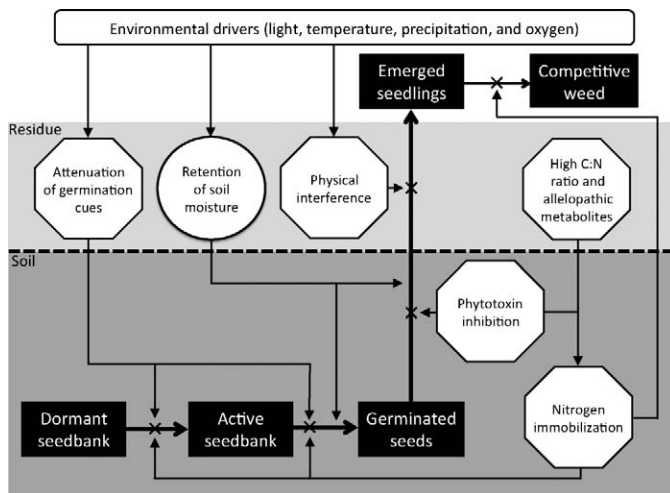 Environmental drivers (light, temperature, precipitation, and oxygen)
Emerged
seedlings
Competitive
weed
Residue
Attenuation
of germination
cues
Retention
of soil
moisture
Physical
interference
High C:N
ratio and
allelopathic
metabolites
Soil
Phytotoxin
inhibition
Dormant
seedbank
Active
seedbank
Germinated
seeds
Nitrogen
immobilization